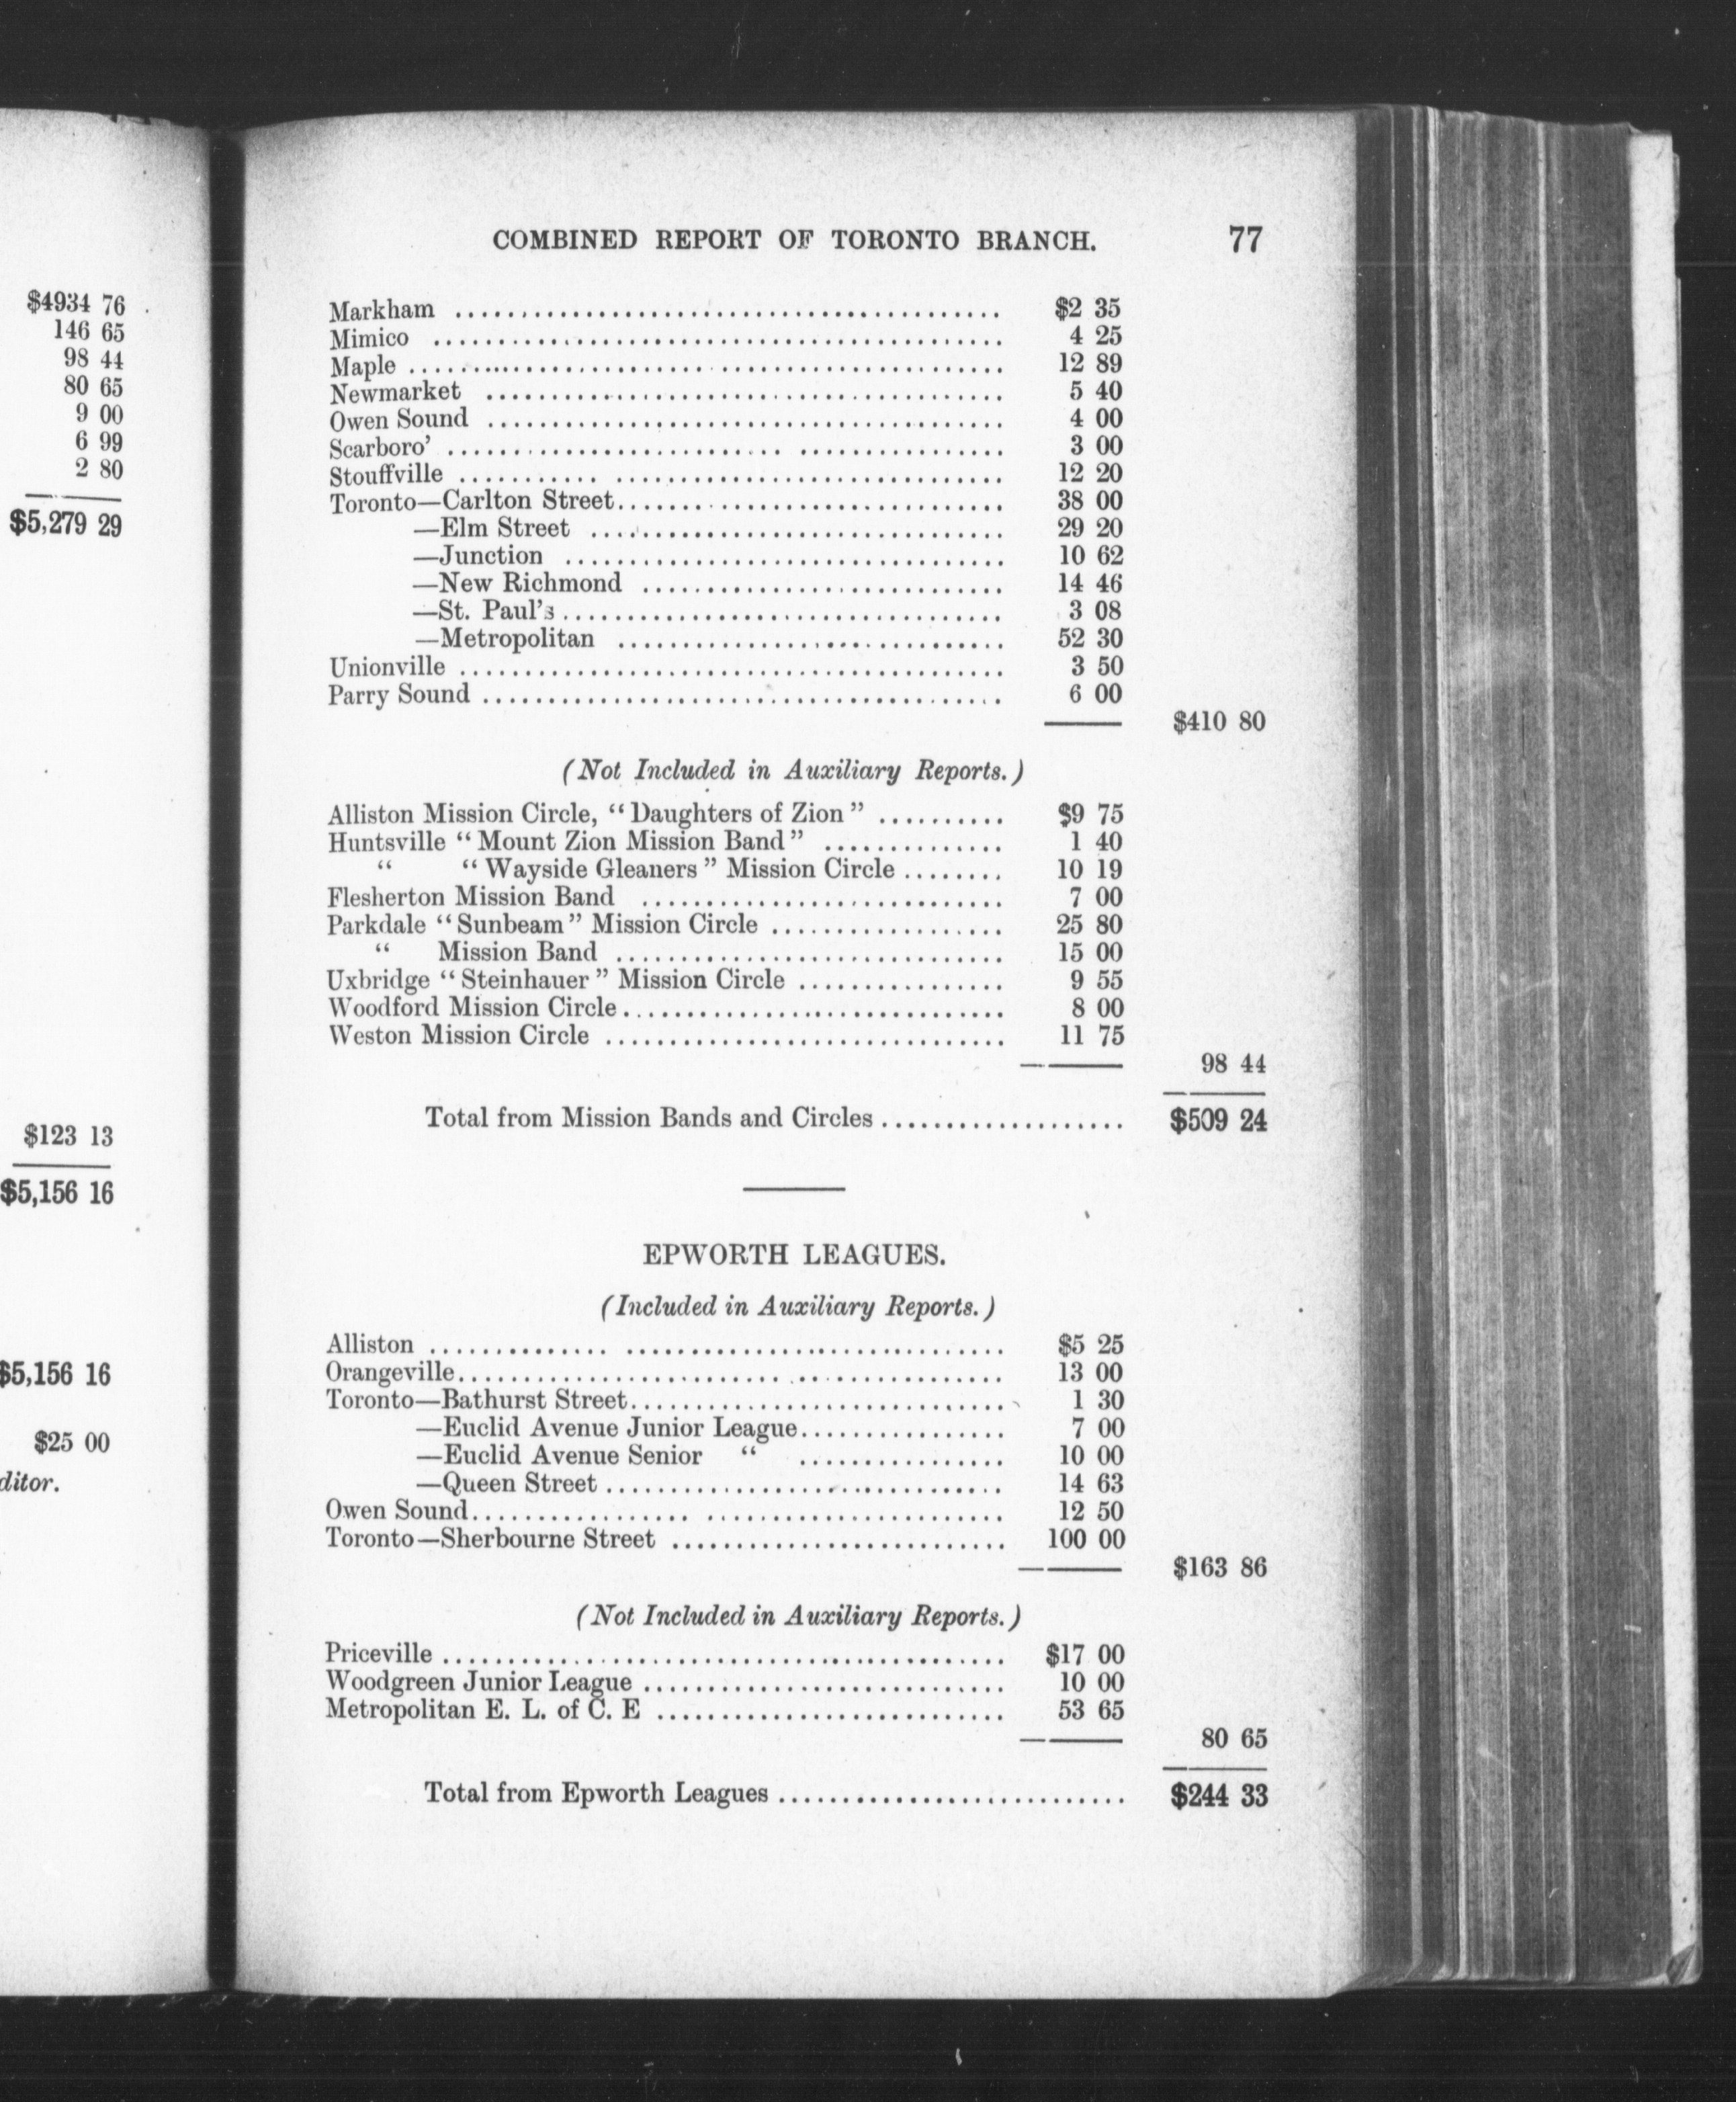 $4934 76
146 65
98 44
80 65
9 00
6 99
2 80
$5,279 29
$123 13
$5,156 16
$5,156 16
$25 00
ditor.
COMBINED REPORT OF TORONTO BRANCH. 77
Markham ........................................ $2 35
Mimico ........................................ 4 25
Maple ........................................ 12 89
Newmarket ........................................ 5 40
Owen Sound ........................................ 4 00
Scarboro' ........................................ 3 00
Stouffville ........................................ 12 20
Toronto—Carlton Street.............................. 38 00
—Elm Street .............................. 29 20
—Junction .............................. 10 62
—New Richmond .............................. 14 46
—St. Paul's .............................. 3 08
—Metropolitan .............................. 52 30
Unionville ........................................ 3 50
Parry Sound ........................................ 6 00
$410 80
(Not Included in Auxiliary Reports.)
Alliston Mission Circle, "Daughters of Zion" .......... $9 75
Huntsville "Mount Zion Mission Band" .............. 1 40
" "Wayside Gleaners" Mission Circle ........ 10 19
Flesherton Mission Band ............................ 7 00
Parkdale "Sunbeam" Mission Circle .................. 25 80
" Mission Band .............................. 15 00
Uxbridge "Steinhauer" Mission Circle ................ 9 55
Woodford Mission Circle.............................. 8 00
Weston Mission Circle ............................... 11 75
98 44
Total from Mission Bands and Circles ................... $509 24
EPWORTH LEAGUES.
(Included in Auxiliary Reports.)
Alliston ........................................ $5 25
Orangeville........................................ 13 00
Toronto—Bathurst Street.............................. 1 30
—Euclid Avenue Junior League................ 7 00
—Euclid Avenue Senior " ................ 10 00
—Queen Street .............................. 14 63
Owen Sound........................................ 12 50
Toronto—Sherbourne Street .......................... 100 00
$163 86
(Not Included in Auxiliary Reports.)
Priceville ........................................ $17 00
Woodgreen Junior League ............................ 10 00
Metropolitan E. L. of C. E ........................... 53 65
80 65
Total from Epworth Leagues ........................... $244 33